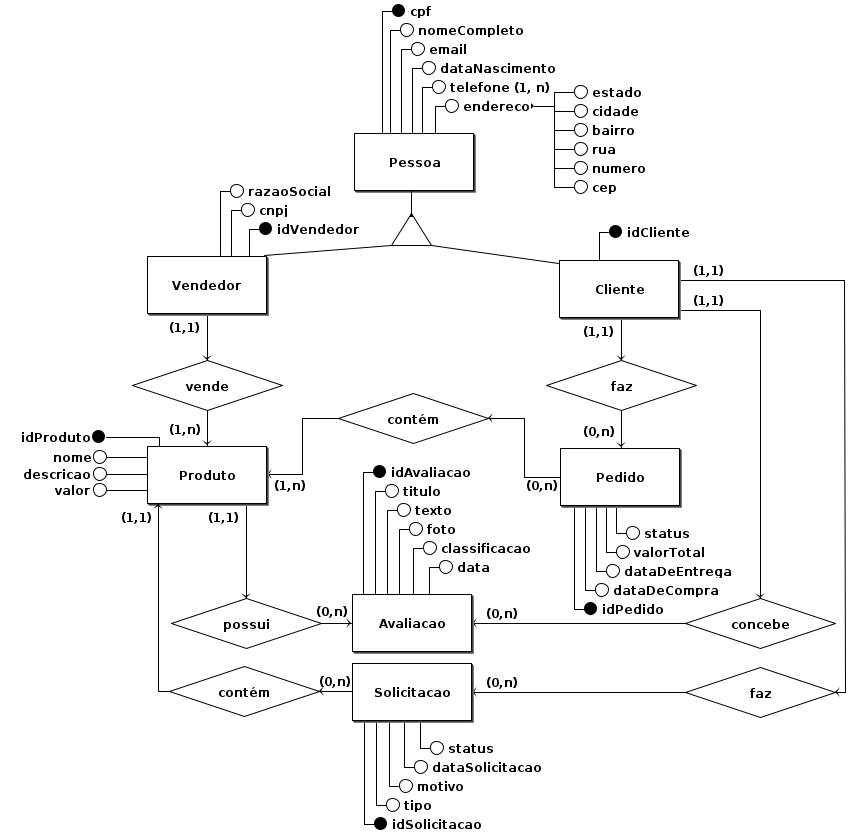 cpf
nomeCompleto
email
dataNascimento
telefone (1, n)
endereco
estado
cidade
bairro
rua
numero
cep
Pessoa
razaoSocial
cnpj
idVendedor
idCliente
Vendedor
Cliente
(1,1)
(1,1)
(1,1)
(1,1)
vende
faz
(1,n)
contém
(0,n)
idProduto
nome
descricao
valor
Produto
(1,n)
(0,n)
Pedido
(1,1)
(1,1)
idAvaliacao
titulo
texto
foto
classificacao
data
status
valorTotal
dataDeEntrega
dataDeCompra
idPedido
possui
(0,n)
Avaliacao
(0,n)
concebe
contém
(0,n)
Solicitacao
(0,n)
faz
status
dataSolicitacao
motivo
tipo
idSolicitacao